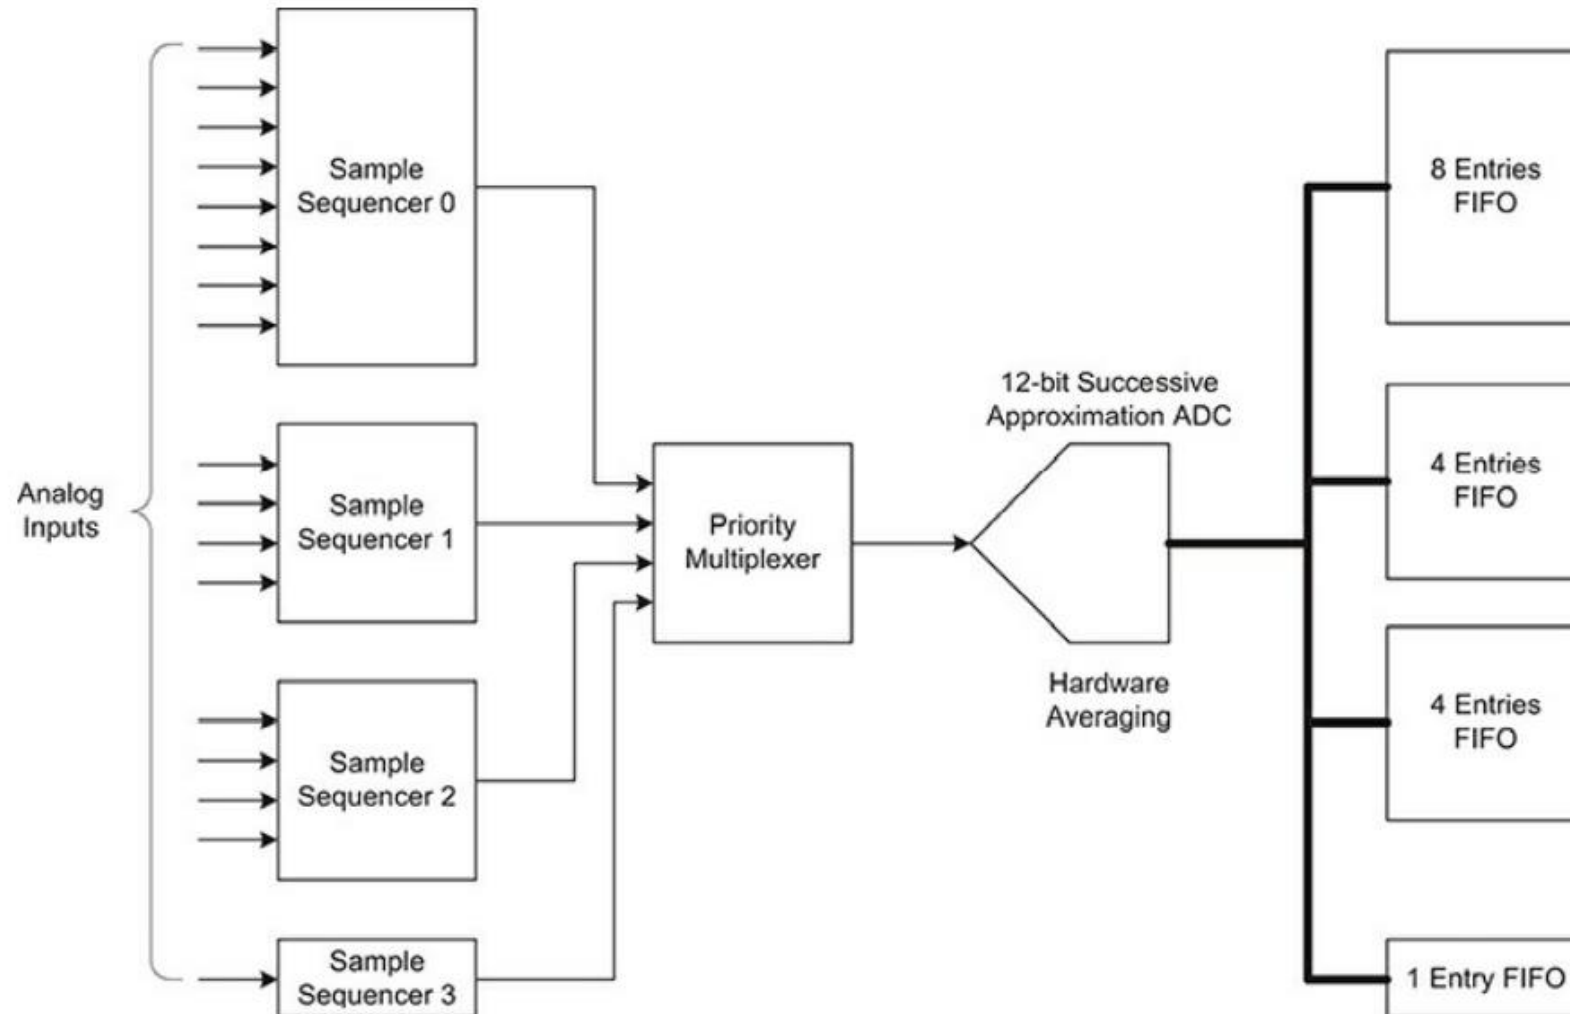 Sample
Sequencer 0
8 Entries
FIFO
12-bit Successive
Approximation ADC
4 Entries
FIFO
Analog
Inputs
Sample
Sequencer 1
Priority
Multiplexer
Hardware
Averaging
4 Entries
FIFO
Sample
Sequencer 2
Sample
Sequencer 3
1 Entry FIFO